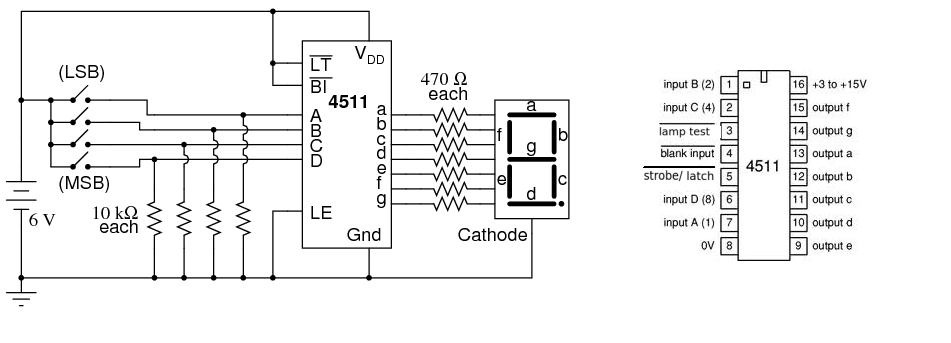 (LSB)
(MSB)
6 V
10 kΩ
each
VDD
LT
BI
4511
A
B
C
D
LE
Gnd
a
b
c
d
e
f
g
470 Ω
each
a
f
b
g
e
c
d
Cathode
input B (2) 1
input C (4) 2
lamp test 3
blank input 4
strobe/ latch 5
input D (8) 6
input A (1) 7
0V 8
4511
16 +3 to +15V
15 output f
14 output g
13 output a
12 output b
11 output c
10 output d
9 output e